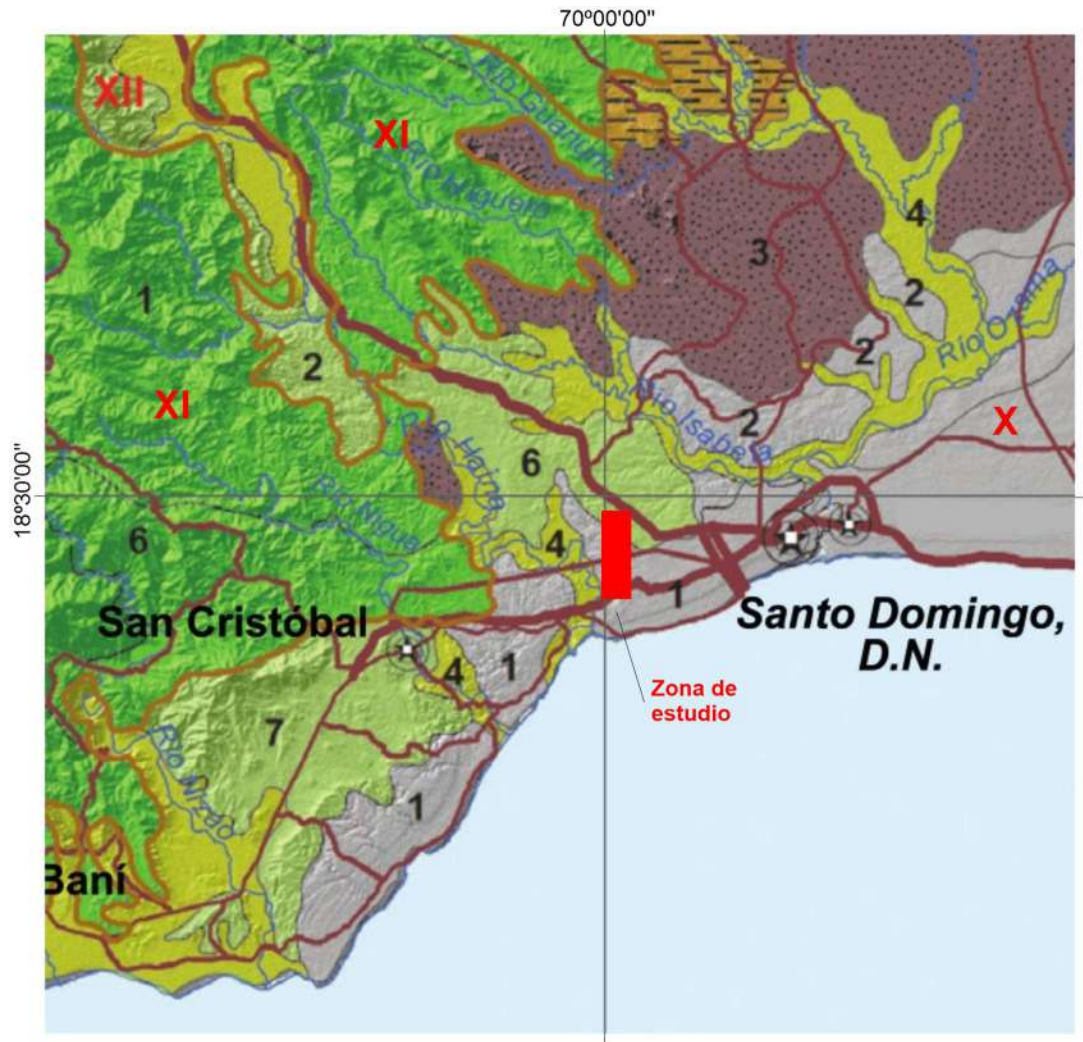 70º00'00"
XII
XI
Río Guanuma
Río Higuero
4
3
1
2
Río Ozama
2
2
XI
Río Isabela
2
X
Río Haina
6
18º30'00"
Río Nigua
6
4
1
San Cristóbal
Santo Domingo,
D.N.
4
1
Zona de
estudio
7
Río Nizao
1
Baní